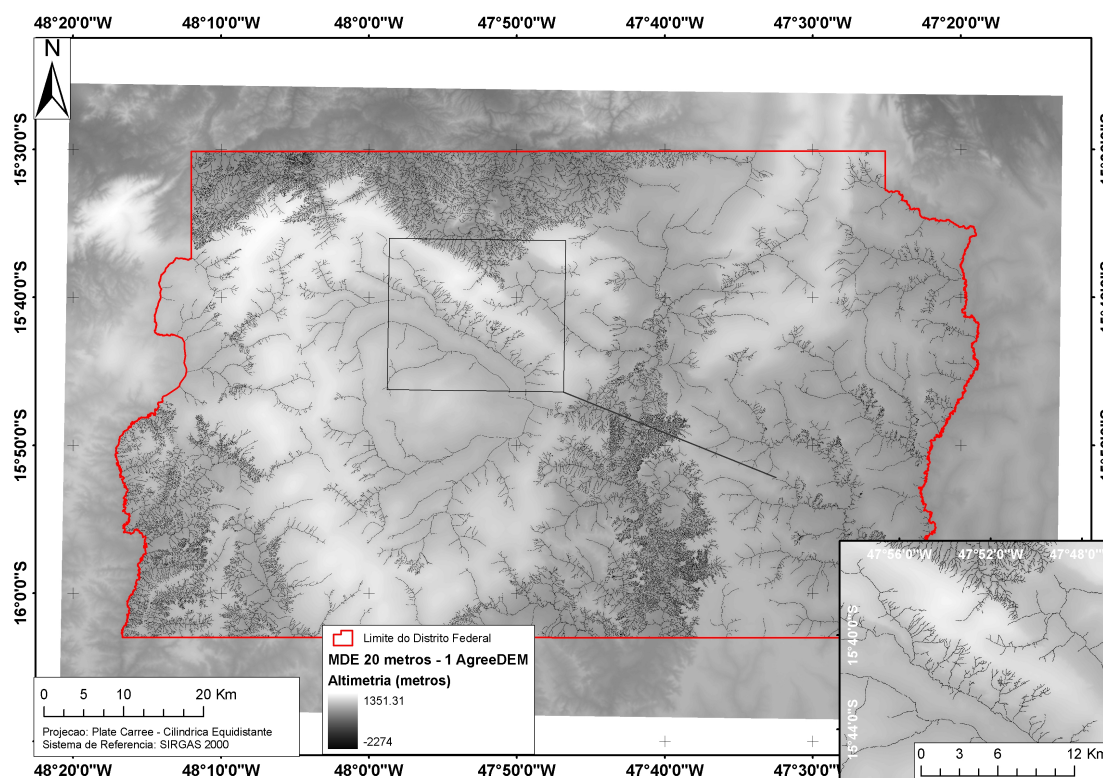 48°20'0"W 48°10'0"W 48°0'0"W 47°50'0"W 47°40'0"W 47°30'0"W 47°20'0"W
N
15°30'0"S
15°40'0"S
15°50'0"S
16°0'0"S
47°56'0"W 47°52'0"W 47°48'0"W
15°40'0"S
15°44'0"S
0 3 6 12 Km
Limite do Distrito Federal
MDE 20 metros - 1 AgreeDEM
Altimetria (metros)
1351.31
-2274
0 5 10 20 Km
Projecao: Plate Carree - Cilindrica Equidistante
Sistema de Referencia: SIRGAS 2000
48°20'0"W 48°10'0"W 48°0'0"W 47°50'0"W 47°40'0"W